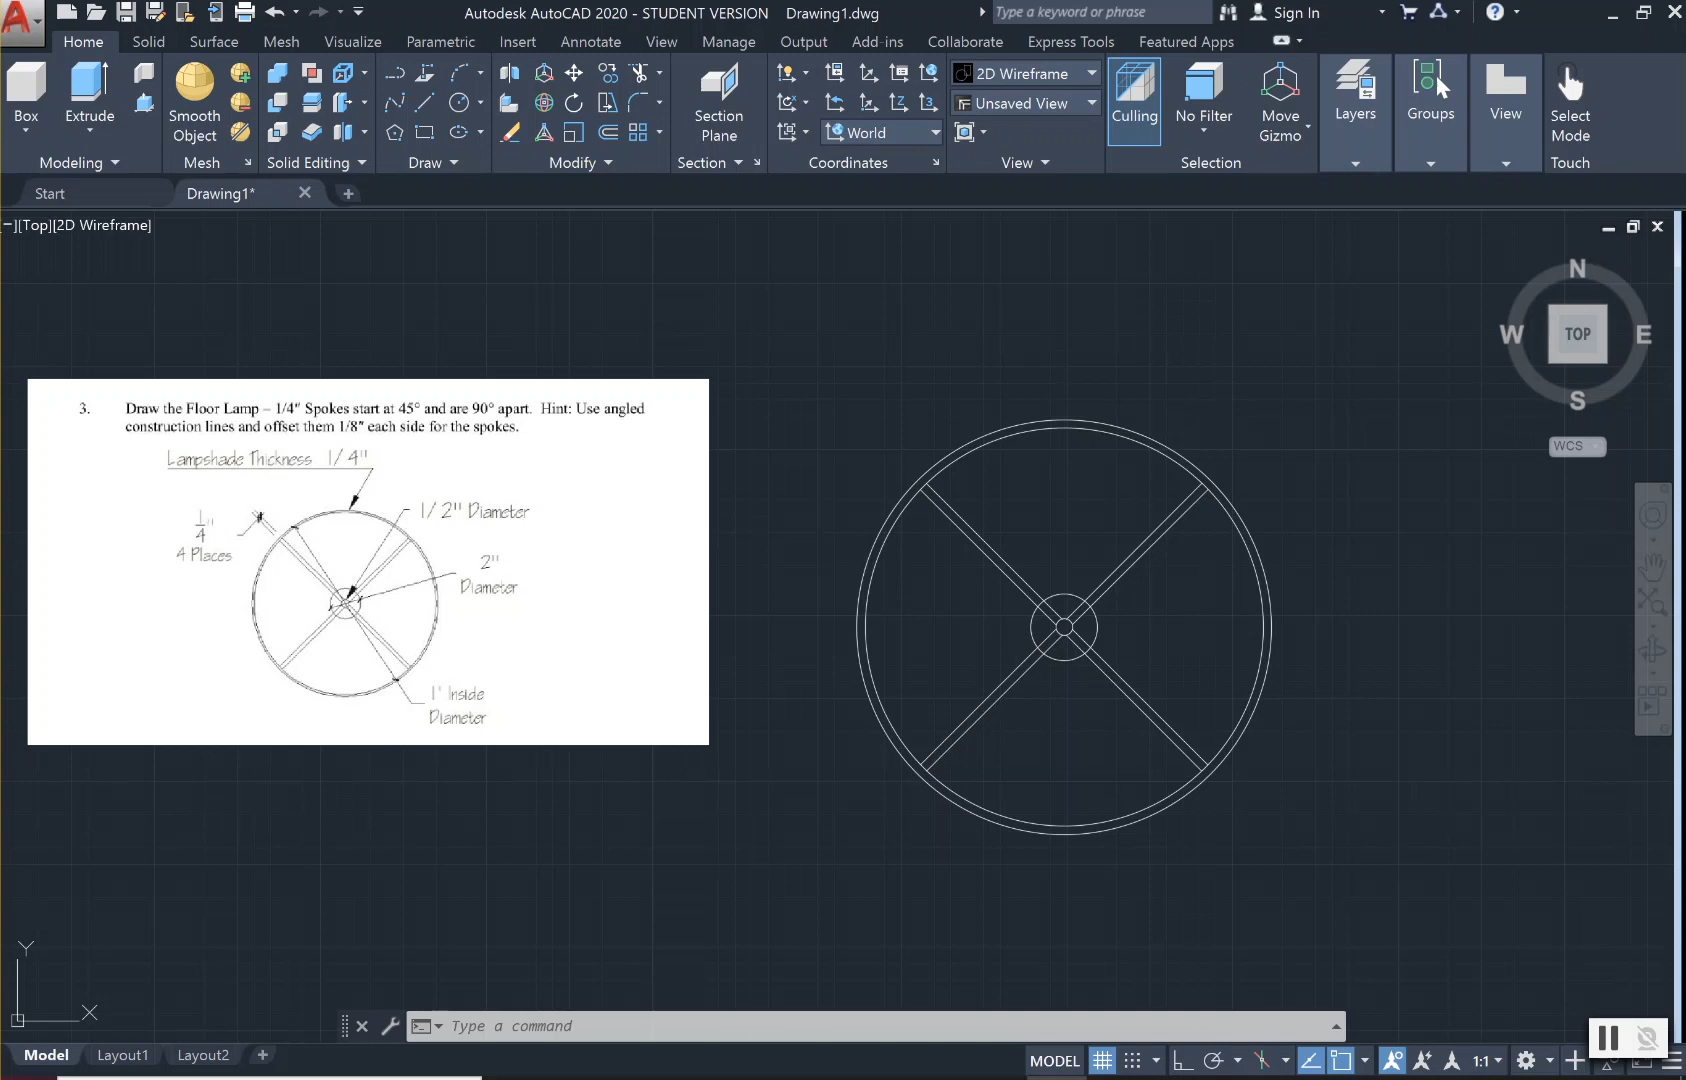 Autodesk AutoCAD 2020 - STUDENT VERSION Drawing1.dwg
Type a keyword or phrase
Sign In
Home Solid Surface Mesh Visualize Parametric Insert Annotate View Manage Output Add-ins Collaborate Express Tools Featured Apps
Box
Extrude
Smooth Object
Section Plane
World
2D Wireframe
Unsaved View
Culling
No Filter
Move Gizmo
Layers
Groups
View
Select Mode
Modeling
Mesh
Solid Editing
Draw
Modify
Section
Coordinates
View
Selection
Touch
Start
Drawing1*
[−][Top][2D Wireframe]
N
W
TOP
E
S
WCS
3. Draw the Floor Lamp – 1/4" Spokes start at 45° and are 90° apart. Hint: Use angled
construction lines and offset them 1/8" each side for the spokes.
Lampshade Thickness 1/4"
1/2" Diameter
1/4"
4 Places
2"
Diameter
1' Inside
Diameter
Y
X
Type a command
Model Layout1 Layout2
MODEL
1:1